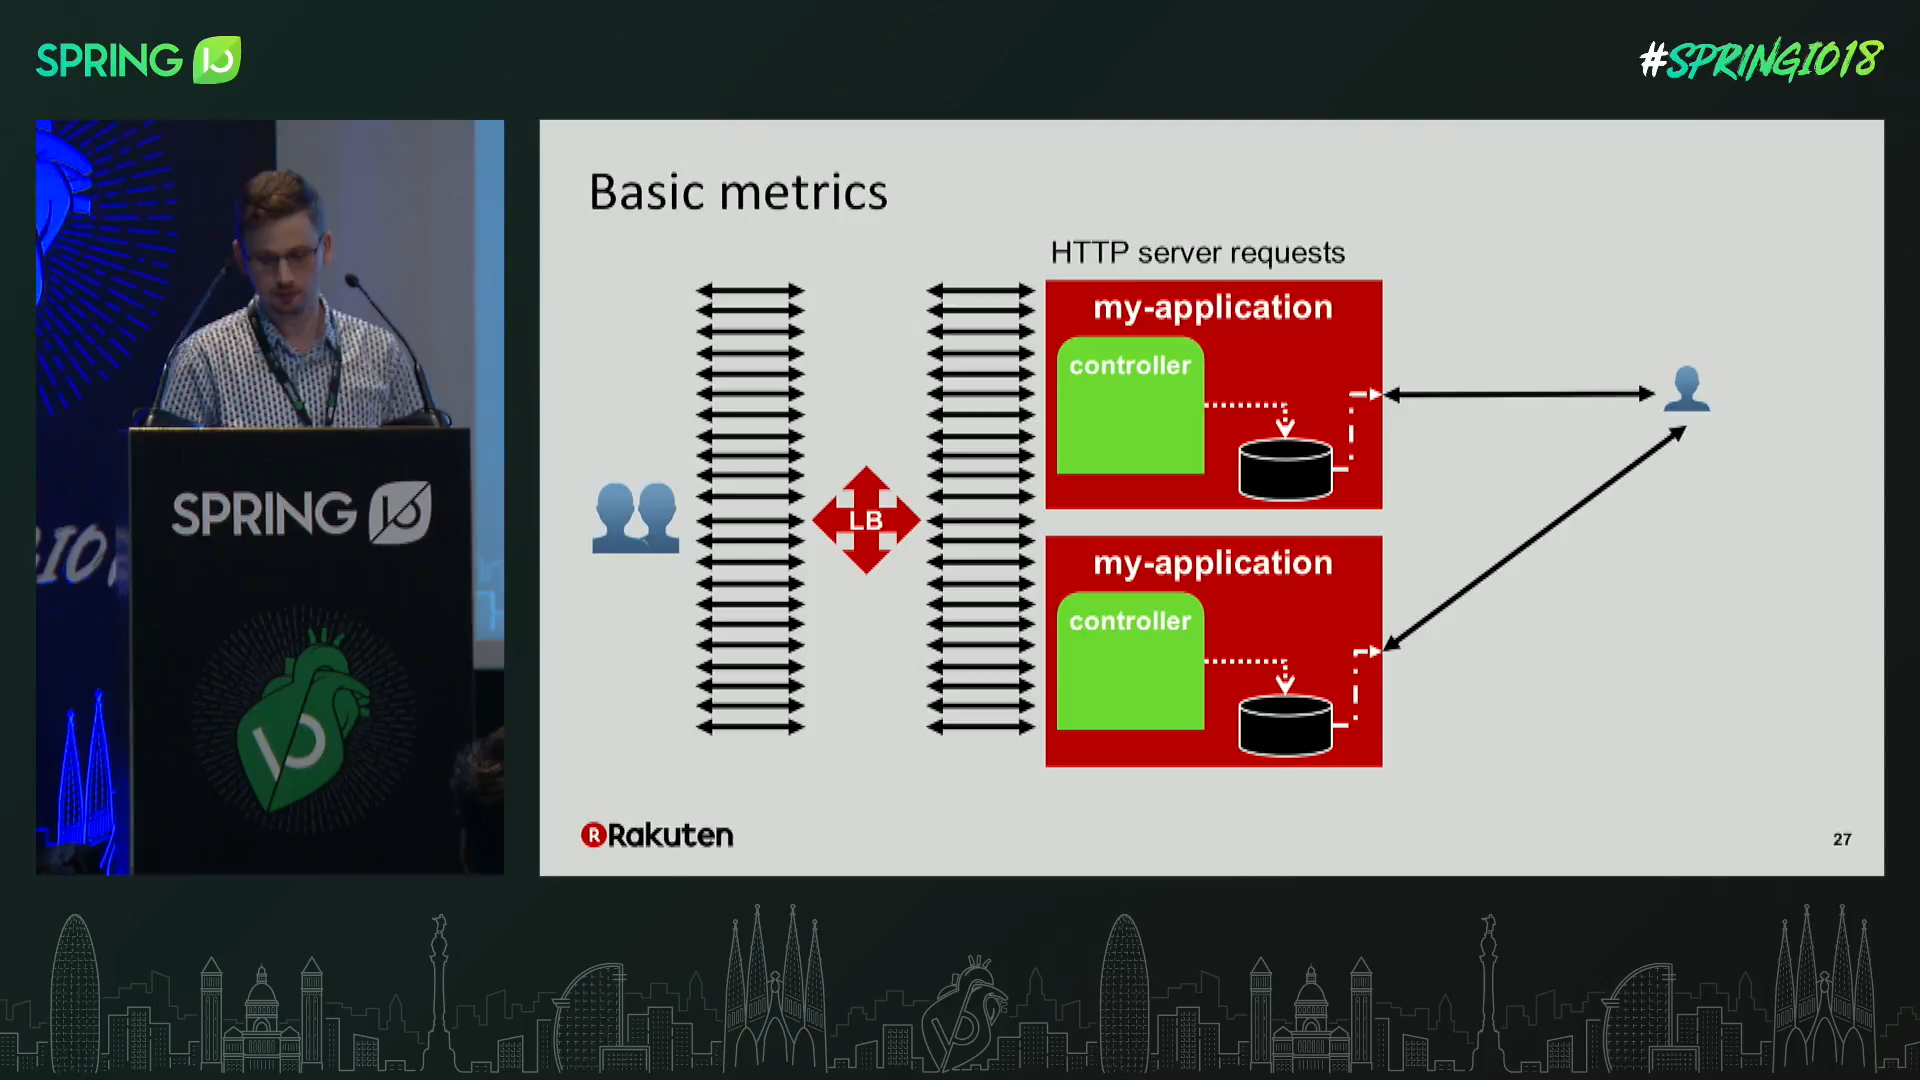 SPRING IO
#SPRINGIO18
Basic metrics
HTTP server requests
my-application
controller
LB
my-application
controller
Rakuten
27
SPRING IO
IO